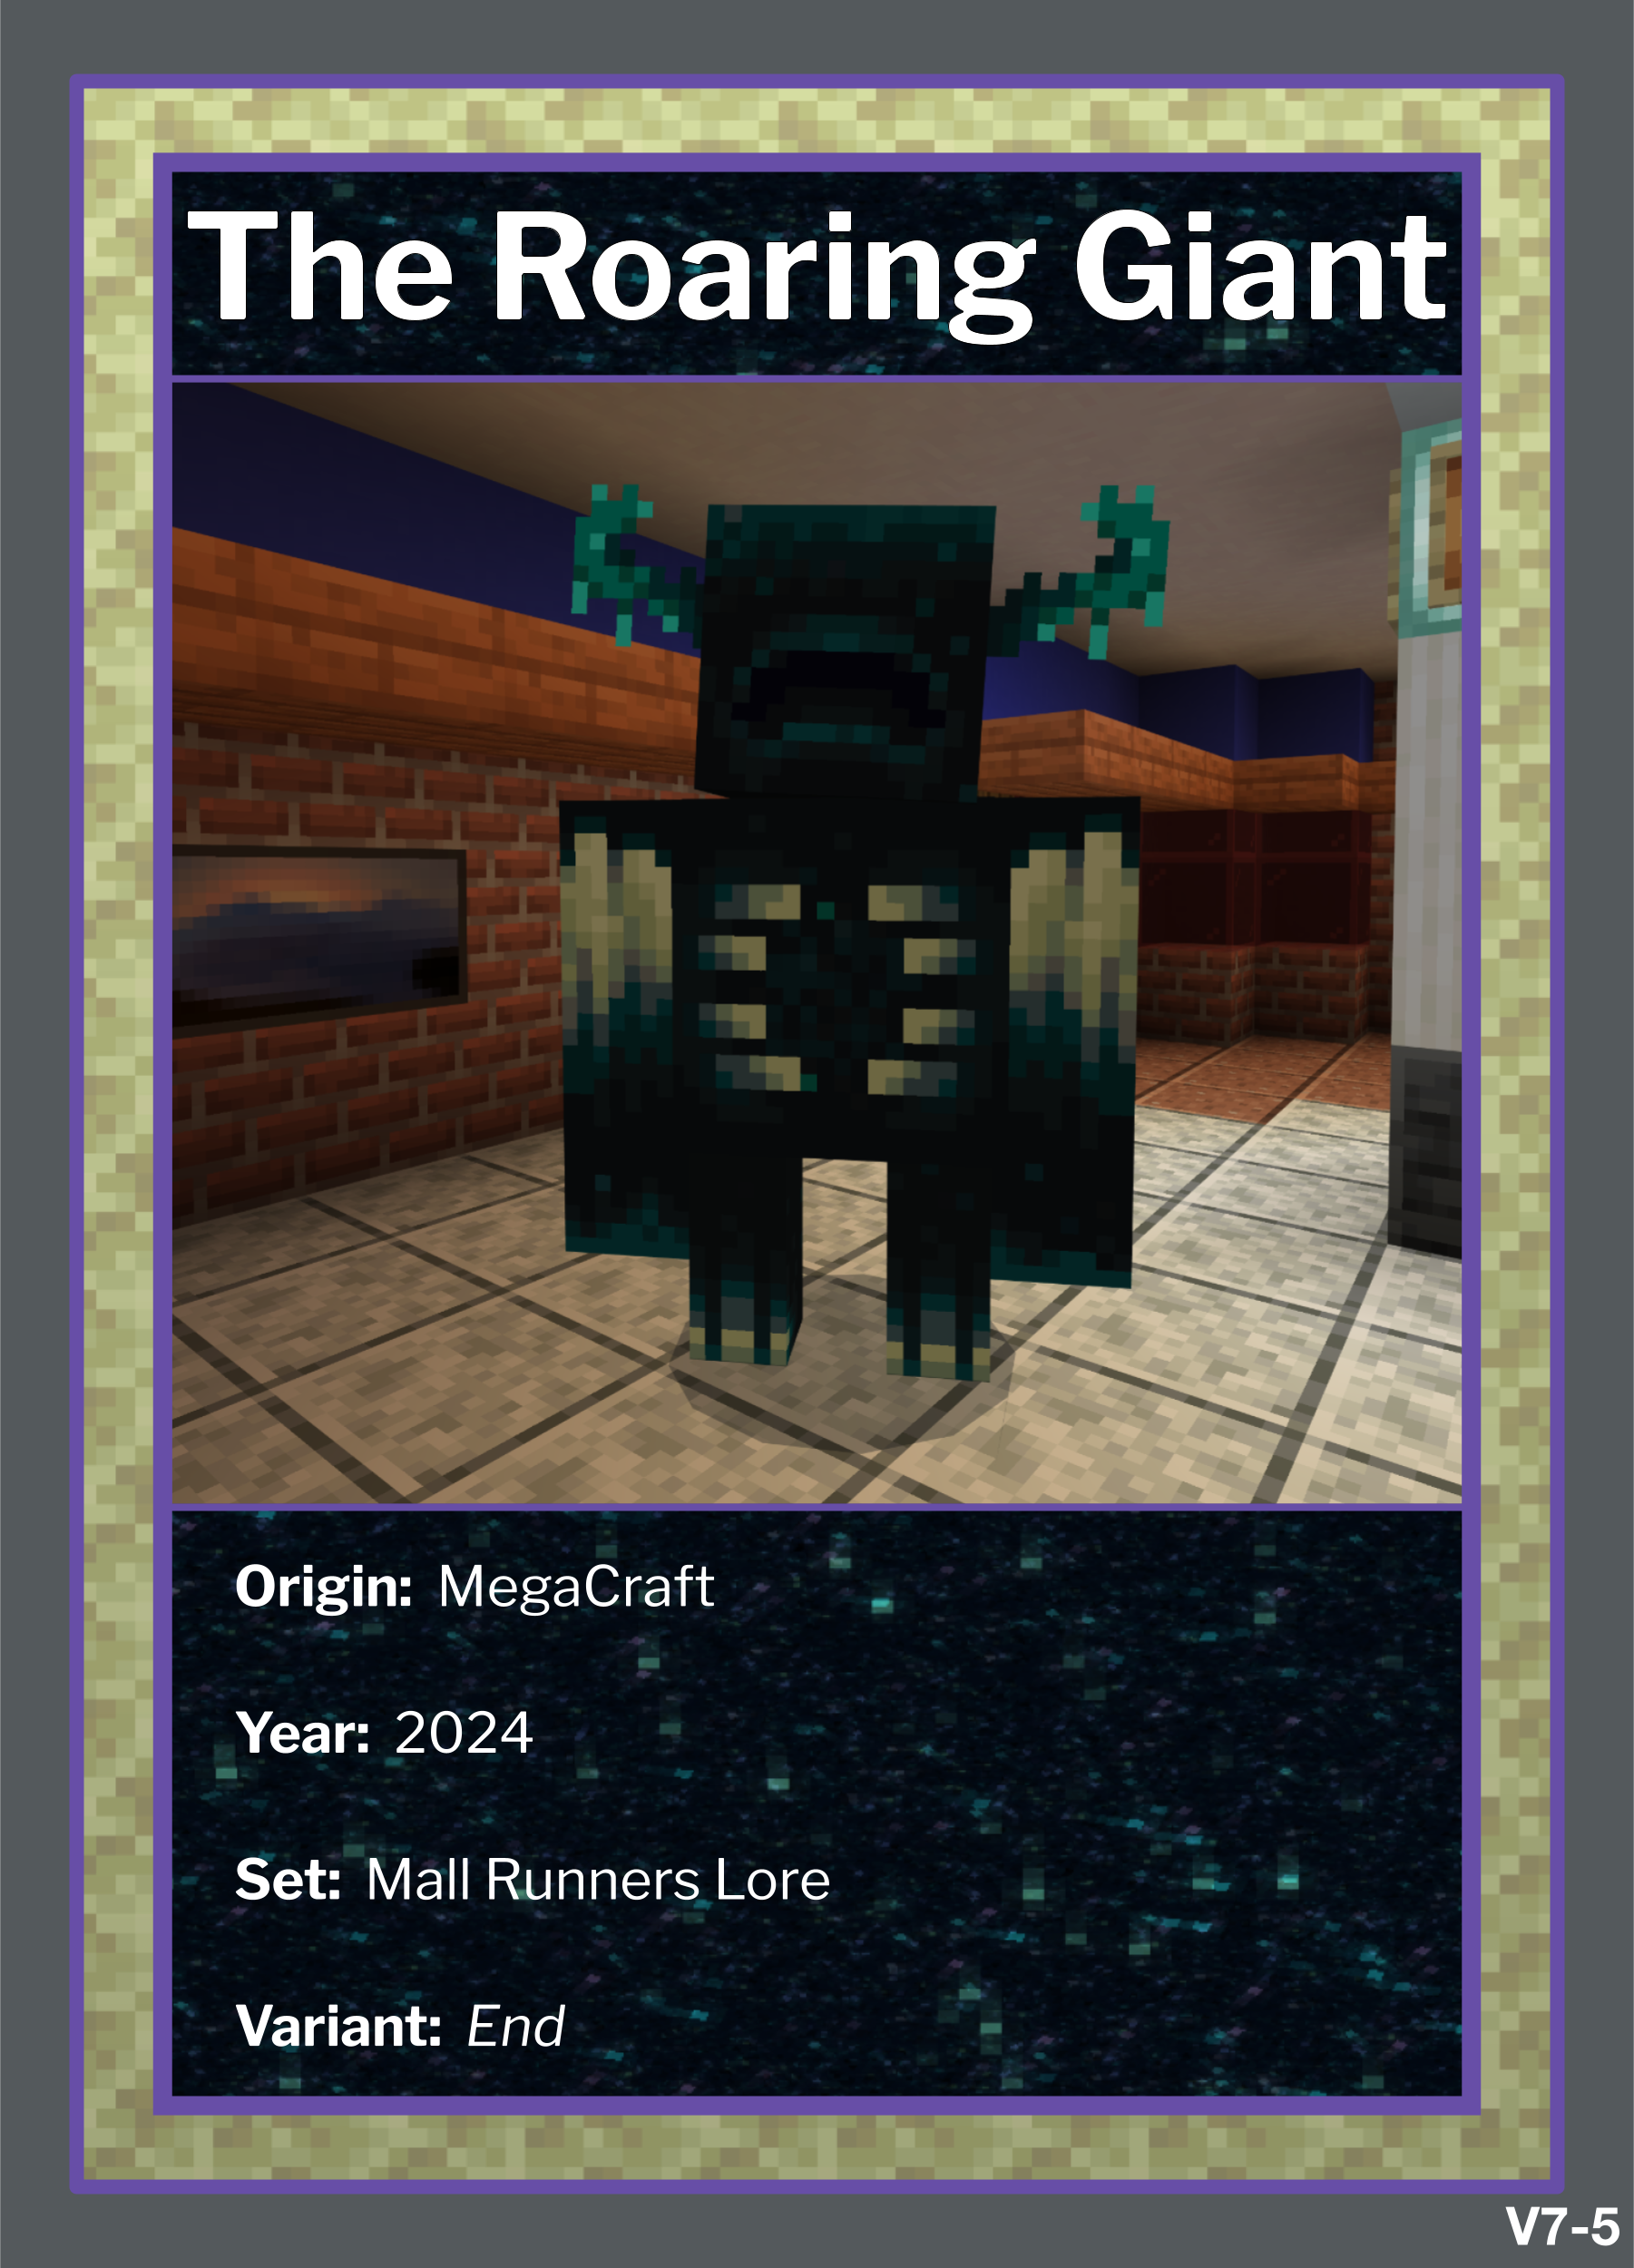 The Roaring Giant
Origin: MegaCraft
Year: 2024
Set: Mall Runners Lore
Variant: End
V7-5